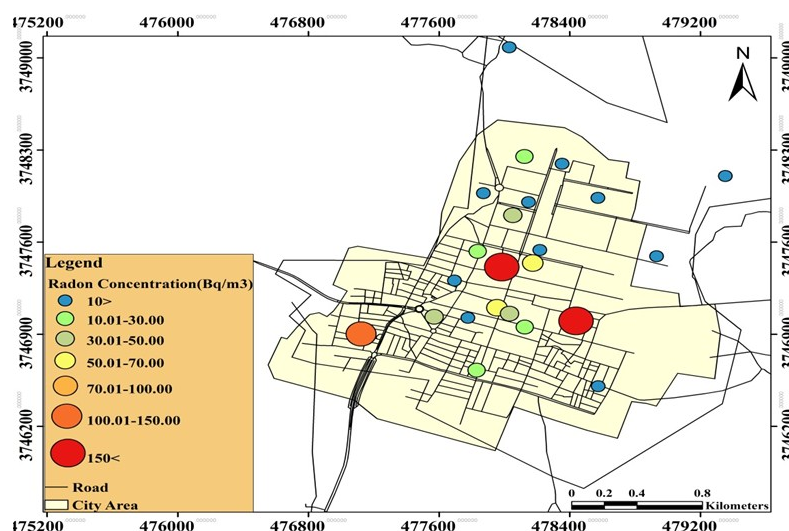 475200 476000 476800 477600 478400 479200
3749000 3749000
N
3748300 3748300
3747600 3747600
Legend
Radon Concentration(Bq/m3)
10>
10.01-30.00
30.01-50.00
50.01-70.00
70.01-100.00
100.01-150.00
150<
Road
City Area
3746900 3746900
3746200 3746200
0 0.2 0.4 0.8
Kilometers
475200 476000 476800 477600 478400 479200